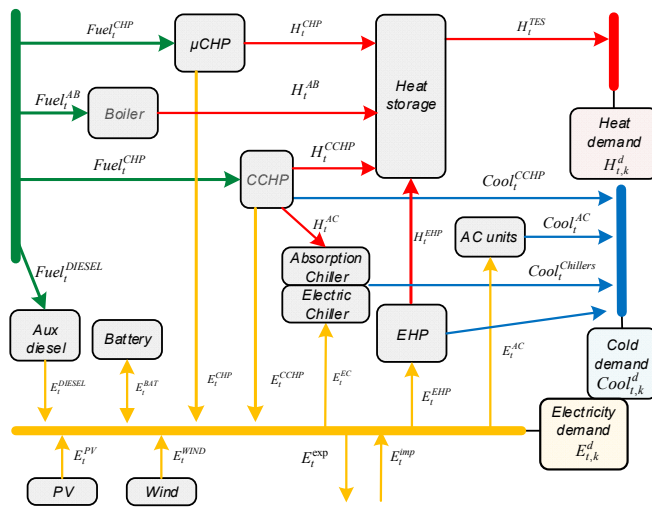 Fuel_t^{CHP}
µCHP
H_t^{CHP}
H_t^{TES}
Heat
storage
Fuel_t^{AB}
Boiler
H_t^{AB}
Heat
demand
H_{t,k}^d
Fuel_t^{CHP}
CCHP
H_t^{CCHP}
Cool_t^{CCHP}
H_t^{AC}
H_t^{EHP}
AC units
Cool_t^{AC}
Absorption
Chiller
Cool_t^{Chillers}
Electric
Chiller
Fuel_t^{DIESEL}
Aux
diesel
Battery
EHP
Cold
demand
Cool_{t,k}^d
E_t^{DIESEL}
E_t^{BAT}
E_t^{CHP}
E_t^{CCHP}
E_t^{EC}
E_t^{EHP}
E_t^{AC}
Electricity
demand
E_{t,k}^d
E_t^{PV}
E_t^{WIND}
E_t^{exp}
E_t^{imp}
PV
Wind